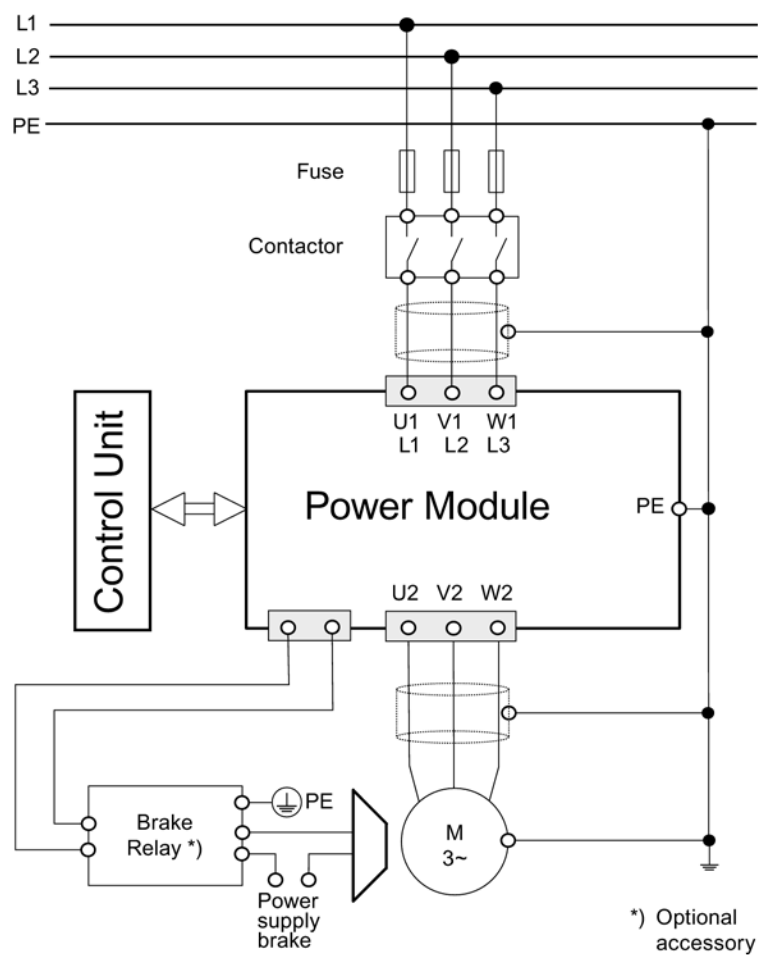 L1
L2
L3
PE
Fuse
Contactor
U1 V1 W1
L1 L2 L3
Control Unit
Power Module
PE
U2 V2 W2
Brake
Relay *)
PE
M
3~
Power
supply
brake
*) Optional
accessory